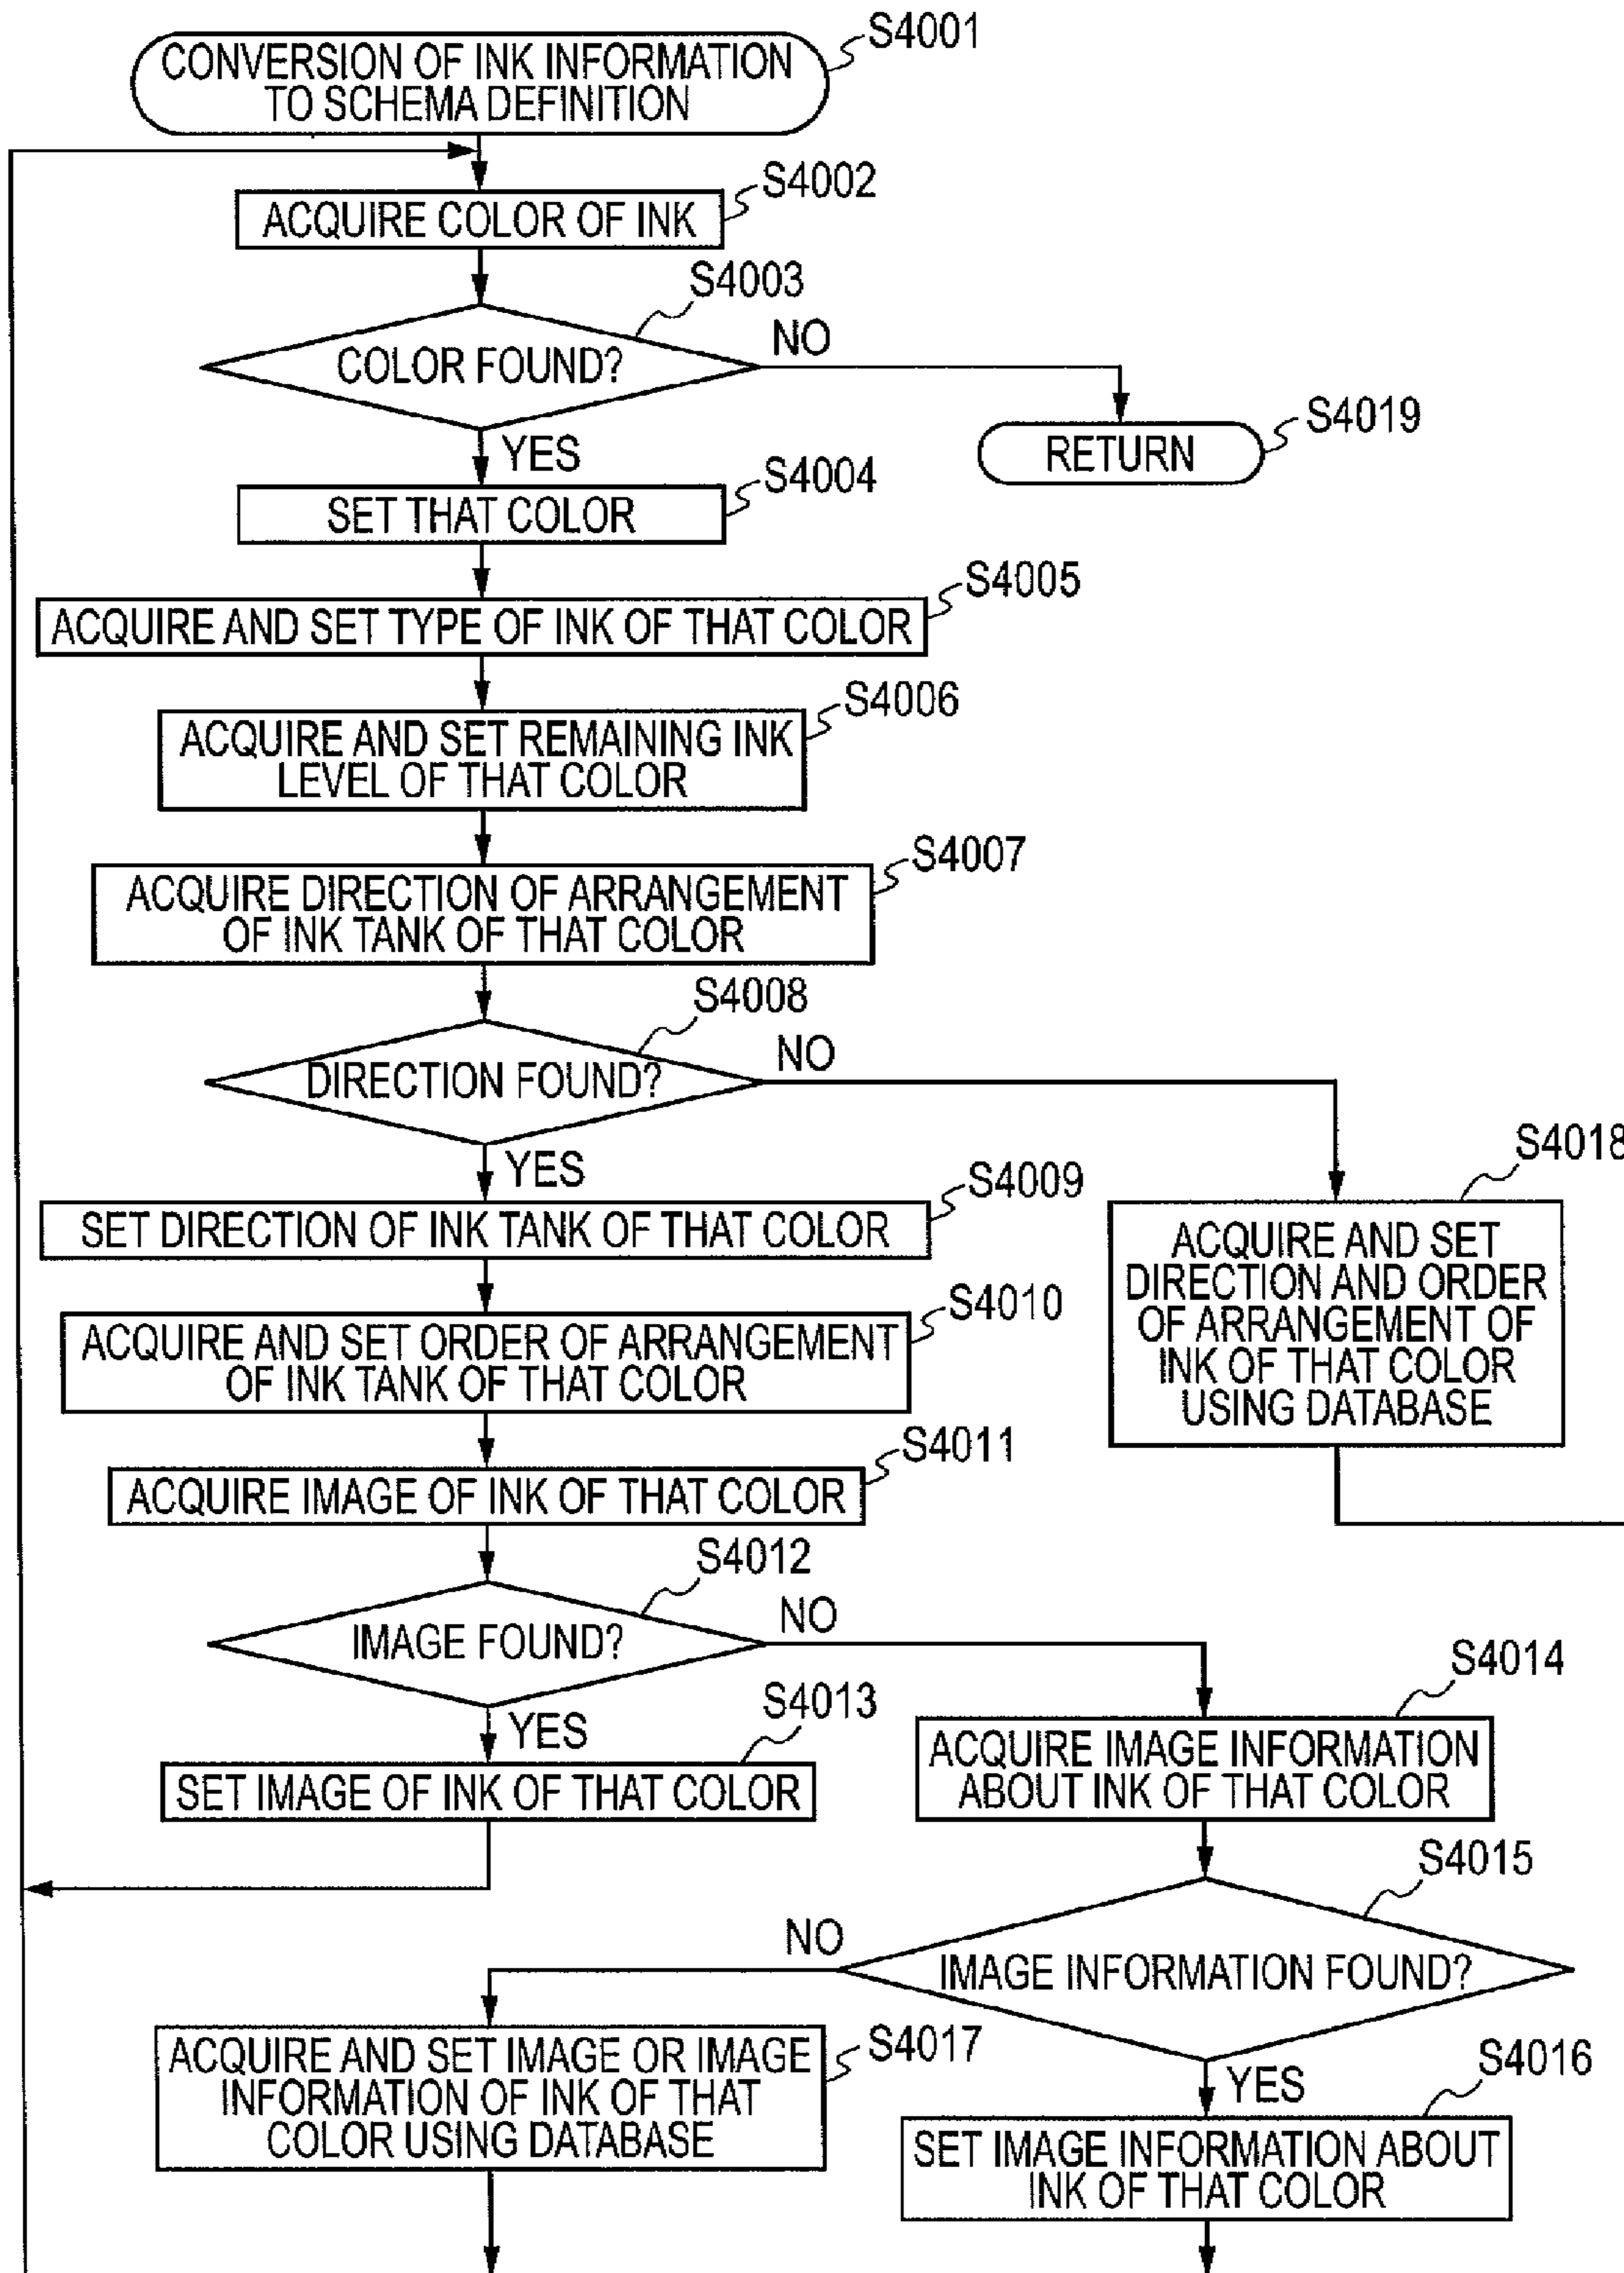 S4001
CONVERSION OF INK INFORMATION
TO SCHEMA DEFINITION
S4002
ACQUIRE COLOR OF INK
S4003
COLOR FOUND?
NO
S4019
RETURN
YES
S4004
SET THAT COLOR
S4005
ACQUIRE AND SET TYPE OF INK OF THAT COLOR
S4006
ACQUIRE AND SET REMAINING INK
LEVEL OF THAT COLOR
S4007
ACQUIRE DIRECTION OF ARRANGEMENT
OF INK TANK OF THAT COLOR
S4008
DIRECTION FOUND?
NO
YES
S4009
SET DIRECTION OF INK TANK OF THAT COLOR
S4018
ACQUIRE AND SET
DIRECTION AND ORDER
OF ARRANGEMENT OF
INK OF THAT COLOR
USING DATABASE
S4010
ACQUIRE AND SET ORDER OF ARRANGEMENT
OF INK TANK OF THAT COLOR
S4011
ACQUIRE IMAGE OF INK OF THAT COLOR
S4012
IMAGE FOUND?
NO
YES
S4013
SET IMAGE OF INK OF THAT COLOR
S4014
ACQUIRE IMAGE INFORMATION
ABOUT INK OF THAT COLOR
S4015
IMAGE INFORMATION FOUND?
NO
S4017
ACQUIRE AND SET IMAGE OR IMAGE
INFORMATION OF INK OF THAT
COLOR USING DATABASE
YES
S4016
SET IMAGE INFORMATION ABOUT
INK OF THAT COLOR